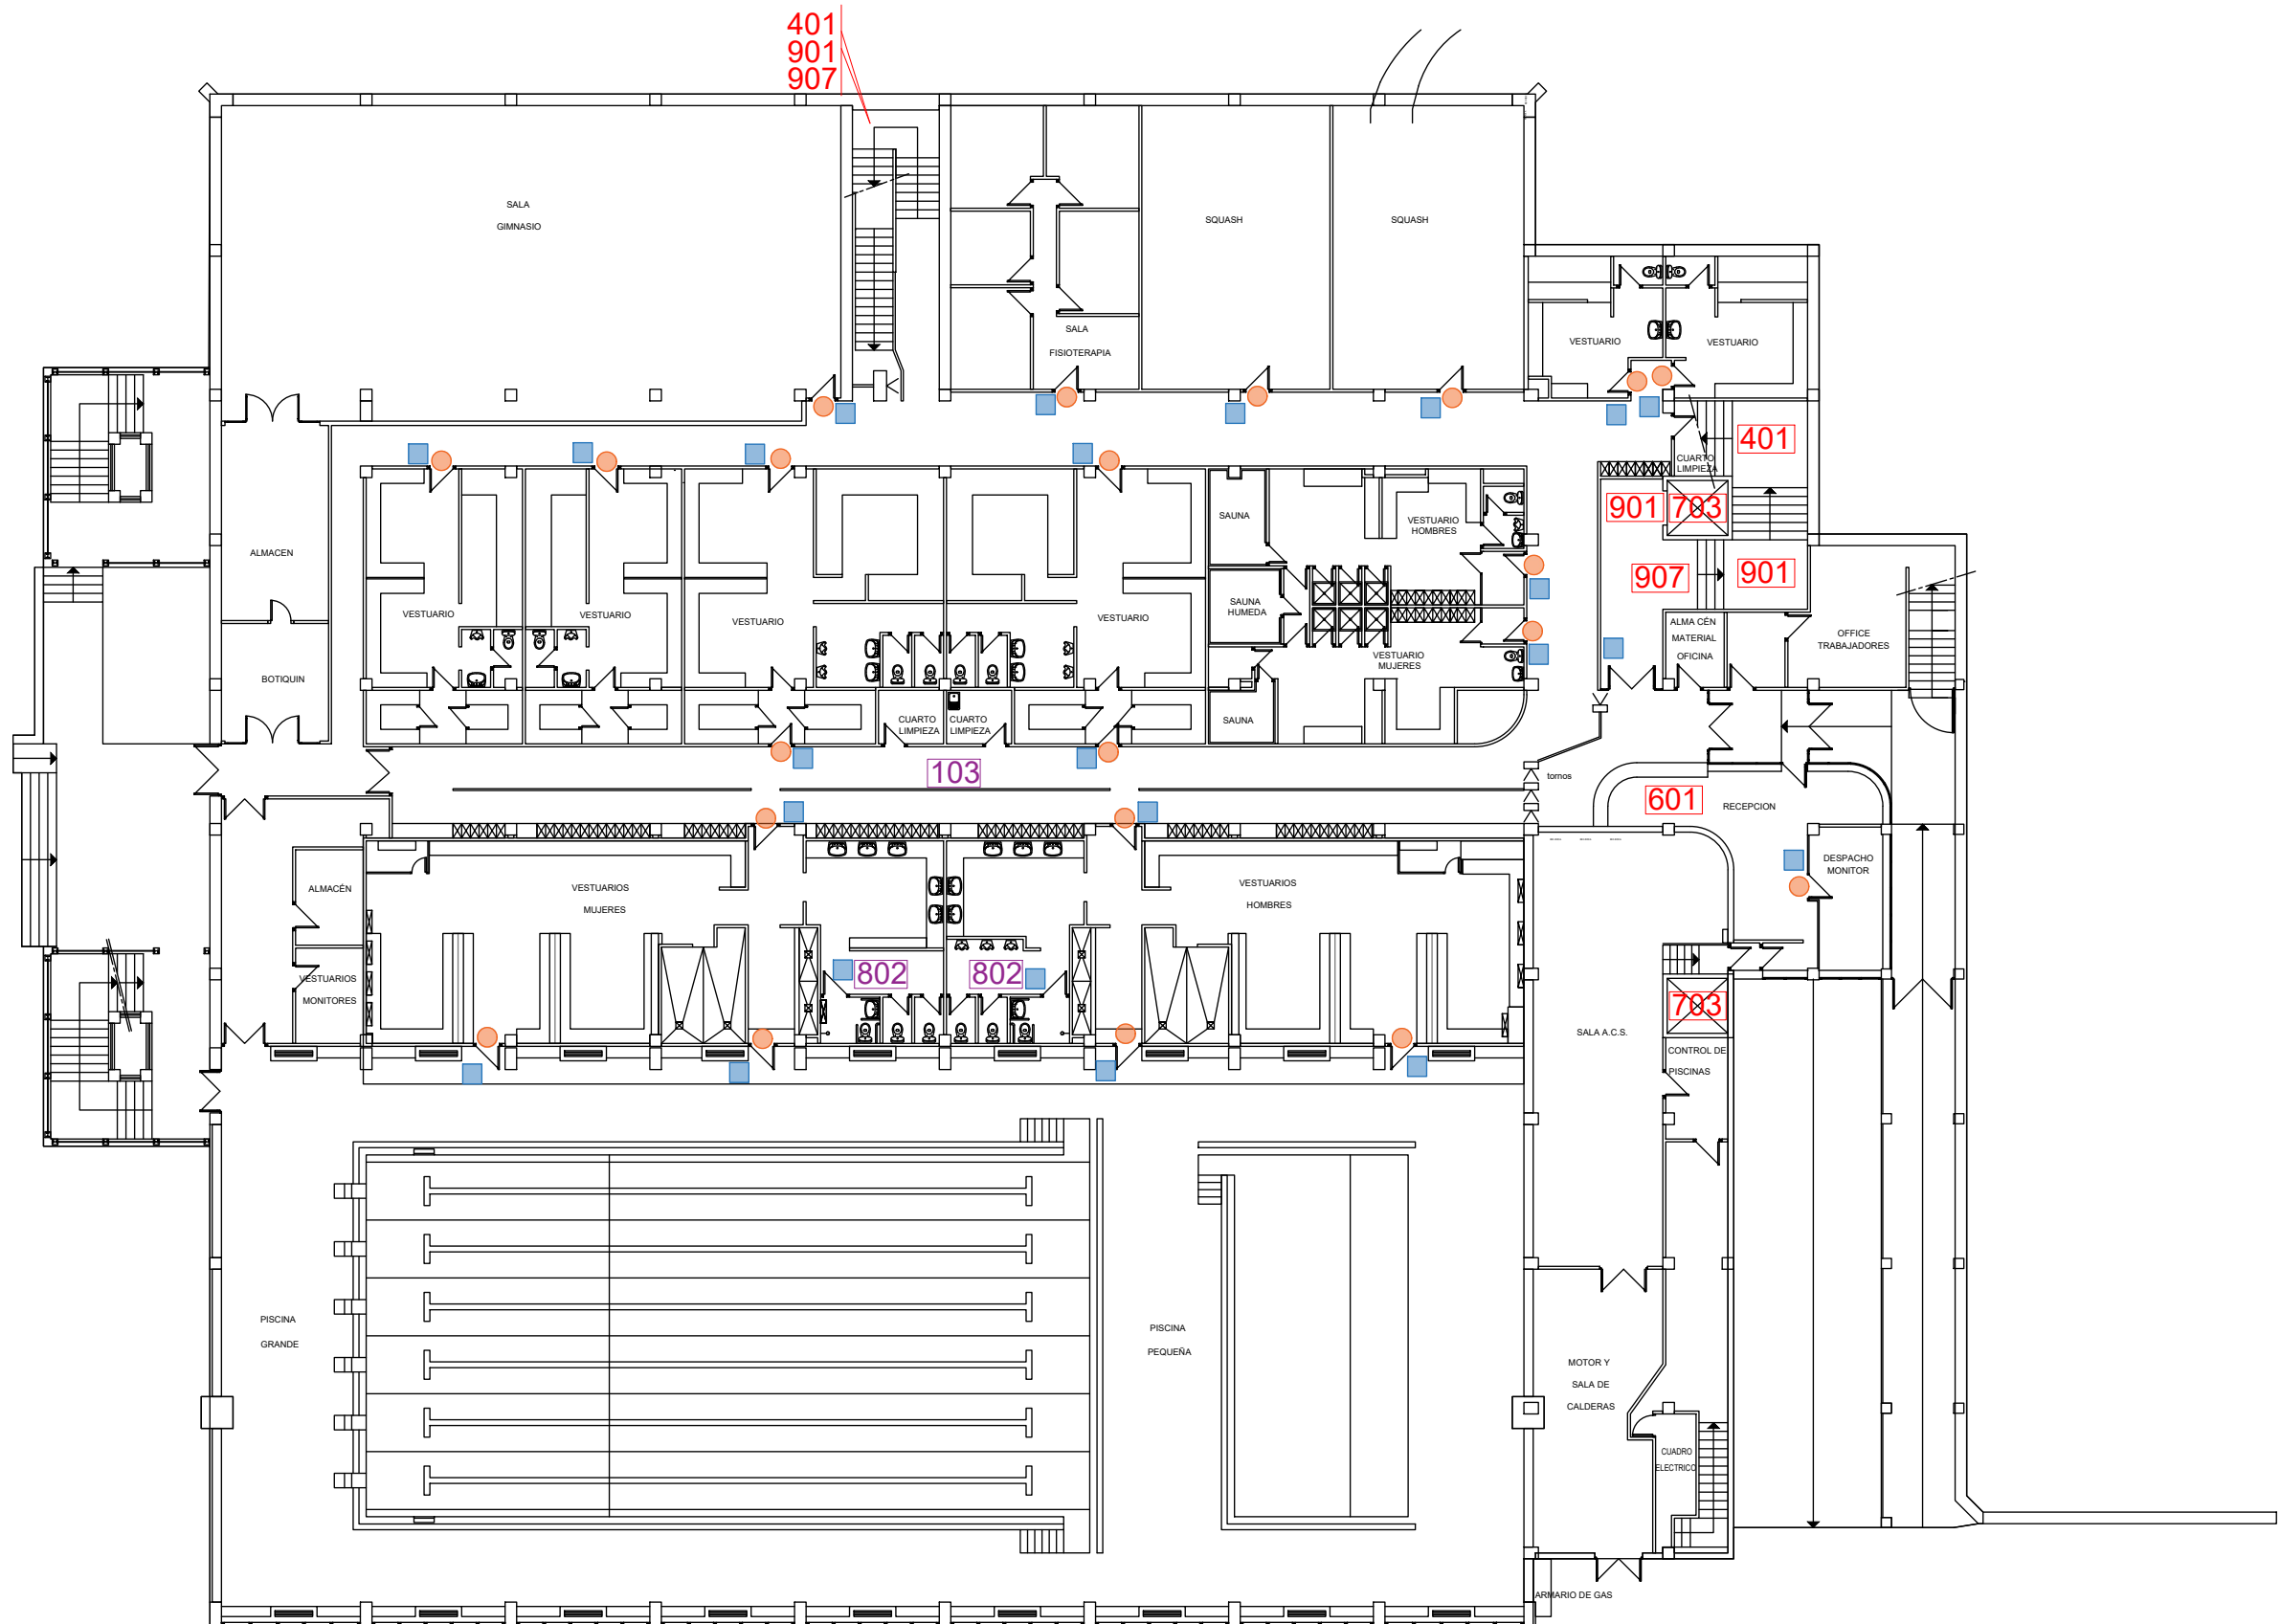 401
901
907
SALA
GIMNASIO
SQUASH
SQUASH
SALA
FISIOTERAPIA
VESTUARIO
VESTUARIO
401
CUARTO
LIMPIEZA
901
703
907
901
SAUNA
VESTUARIO
HOMBRES
ALMACEN
VESTUARIO
VESTUARIO
VESTUARIO
VESTUARIO
SAUNA
HUMEDA
ALMA CÉN
MATERIAL
OFICINA
OFFICE
TRABAJADORES
VESTUARIO
MUJERES
BOTIQUIN
CUARTO
LIMPIEZA
CUARTO
LIMPIEZA
SAUNA
103
tornos
601
RECEPCION
DESPACHO
MONITOR
ALMACÉN
VESTUARIOS
MUJERES
VESTUARIOS
HOMBRES
VESTUARIOS
MONITORES
802
802
703
SALA A.C.S.
CONTROL DE
PISCINAS
PISCINA
GRANDE
PISCINA
PEQUEÑA
MOTOR Y
SALA DE
CALDERAS
CUADRO
ELECTRICO
ARMARIO DE GAS